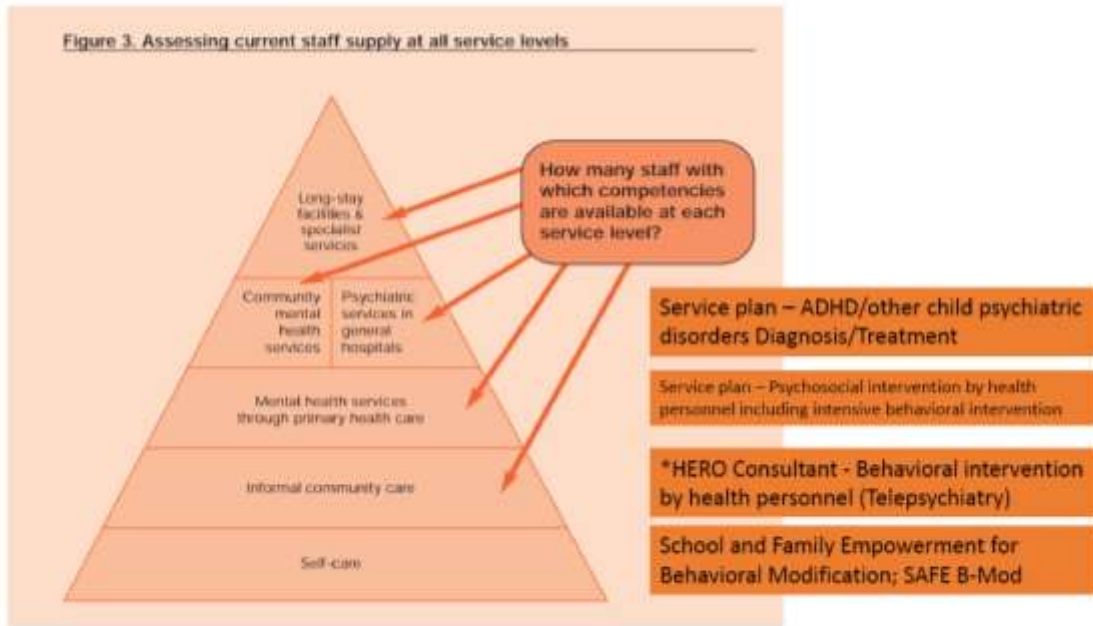 Figure 3. Assessing current staff supply at all service levels
How many staff with
which competencies
are available at each
service level?
Long-stay
facilities &
specialist
services
Community
mental
health
services
Psychiatric
services in
general
hospitals
Mental health services
through primary health care
Informal community care
Self-care
Service plan – ADHD/other child psychiatric
disorders Diagnosis/Treatment
Service plan – Psychosocial intervention by health
personnel including intensive behavioral intervention
*HERO Consultant - Behavioral intervention
by health personnel (Telepsychiatry)
School and Family Empowerment for
Behavioral Modification; SAFE B-Mod